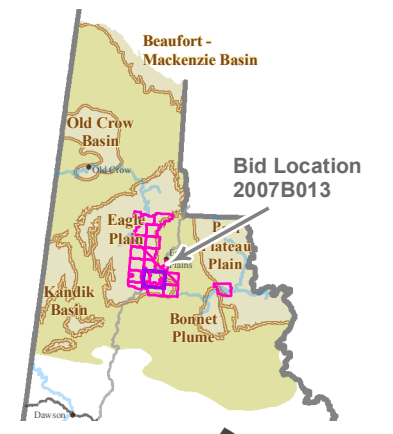 Beaufort -
Mackenzie Basin
Old Crow
Basin
Old Crow
Bid Location
2007B013
Eagle
Plain
Plateau
Plain
Plains
Kandik
Basin
Bonnet
Plume
Dawson